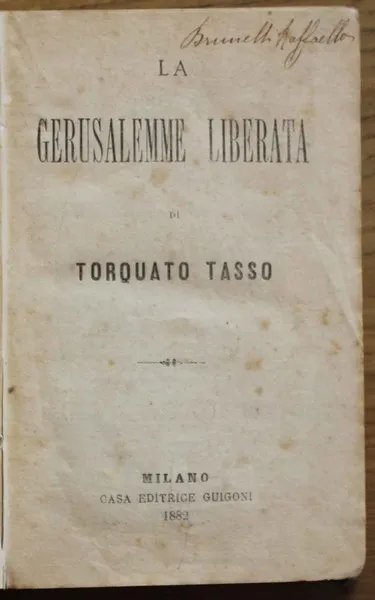 Brunelli Raffaello
LA
GERUSALEMME LIBERATA
DI
TORQUATO TASSO
MILANO
CASA EDITRICE GUIGONI
1882